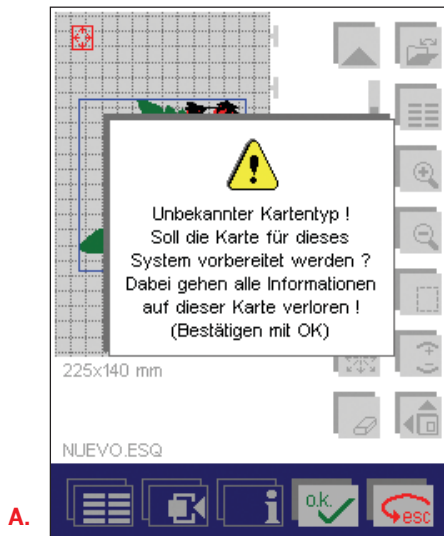 Unbekannter Kartentyp !
Soll die Karte für dieses
System vorbereitet werden ?
Dabei gehen alle Informationen
auf dieser Karte verloren !
(Bestätigen mit OK)
225x140 mm
NUEVO.ESQ
A.
i
o.k.
esc